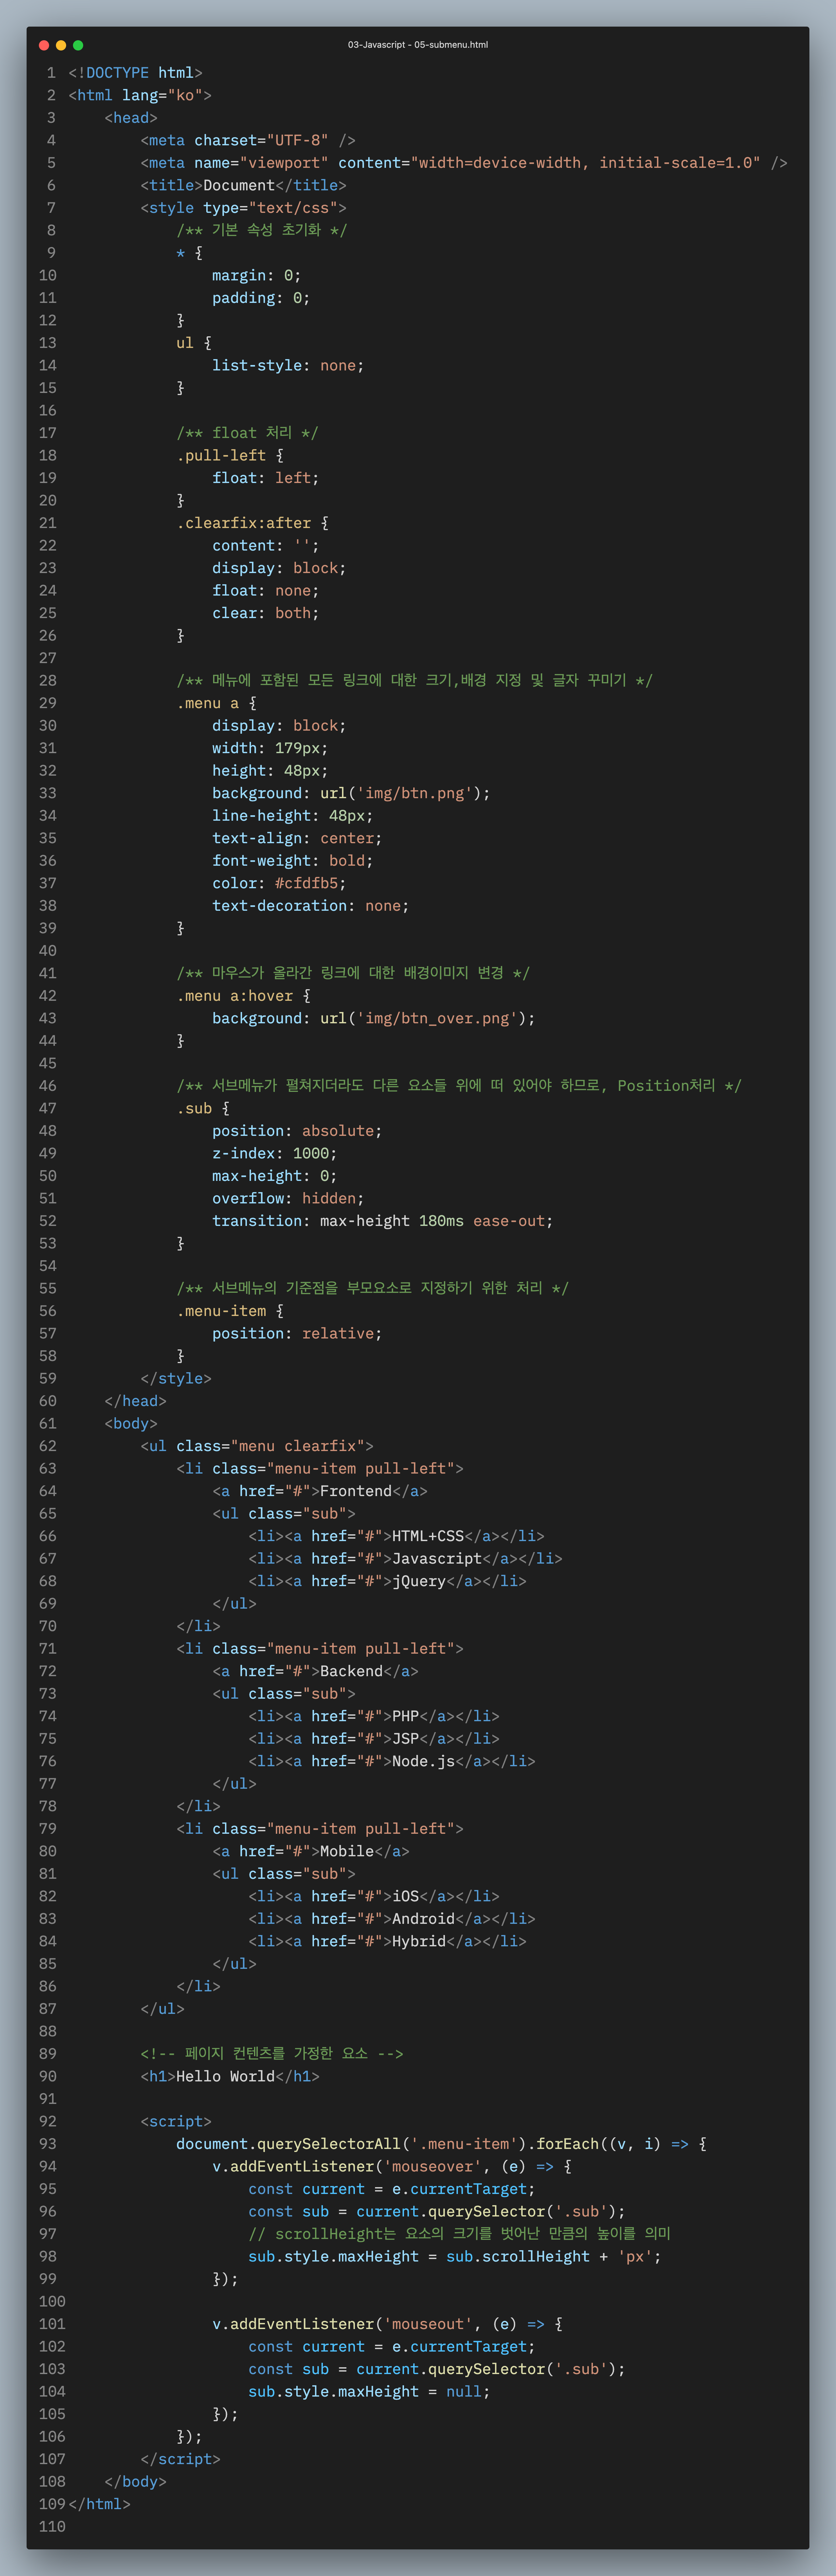 03-Javascript - 05-submenu.html
1 <!DOCTYPE html>
2 <html lang="ko">
3     <head>
4         <meta charset="UTF-8" />
5         <meta name="viewport" content="width=device-width, initial-scale=1.0" />
6         <title>Document</title>
7         <style type="text/css">
8             /** 기본 속성 초기화 */
9             * {
10                 margin: 0;
11                 padding: 0;
12             }
13             ul {
14                 list-style: none;
15             }
16
17             /** float 처리 */
18             .pull-left {
19                 float: left;
20             }
21             .clearfix:after {
22                 content: '';
23                 display: block;
24                 float: none;
25                 clear: both;
26             }
27
28             /** 메뉴에 포함된 모든 링크에 대한 크기,배경 지정 및 글자 꾸미기 */
29             .menu a {
30                 display: block;
31                 width: 179px;
32                 height: 48px;
33                 background: url('img/btn.png');
34                 line-height: 48px;
35                 text-align: center;
36                 font-weight: bold;
37                 color: #cfdfb5;
38                 text-decoration: none;
39             }
40
41             /** 마우스가 올라간 링크에 대한 배경이미지 변경 */
42             .menu a:hover {
43                 background: url('img/btn_over.png');
44             }
45
46             /** 서브메뉴가 펼쳐지더라도 다른 요소들 위에 떠 있어야 하므로, Position처리 */
47             .sub {
48                 position: absolute;
49                 z-index: 1000;
50                 max-height: 0;
51                 overflow: hidden;
52                 transition: max-height 180ms ease-out;
53             }
54
55             /** 서브메뉴의 기준점을 부모요소로 지정하기 위한 처리 */
56             .menu-item {
57                 position: relative;
58             }
59         </style>
60     </head>
61     <body>
62         <ul class="menu clearfix">
63             <li class="menu-item pull-left">
64                 <a href="#">Frontend</a>
65                 <ul class="sub">
66                     <li><a href="#">HTML+CSS</a></li>
67                     <li><a href="#">Javascript</a></li>
68                     <li><a href="#">jQuery</a></li>
69                 </ul>
70             </li>
71             <li class="menu-item pull-left">
72                 <a href="#">Backend</a>
73                 <ul class="sub">
74                     <li><a href="#">PHP</a></li>
75                     <li><a href="#">JSP</a></li>
76                     <li><a href="#">Node.js</a></li>
77                 </ul>
78             </li>
79             <li class="menu-item pull-left">
80                 <a href="#">Mobile</a>
81                 <ul class="sub">
82                     <li><a href="#">iOS</a></li>
83                     <li><a href="#">Android</a></li>
84                     <li><a href="#">Hybrid</a></li>
85                 </ul>
86             </li>
87         </ul>
88
89         <!-- 페이지 컨텐츠를 가정한 요소 -->
90         <h1>Hello World</h1>
91
92         <script>
93             document.querySelectorAll('.menu-item').forEach((v, i) => {
94                 v.addEventListener('mouseover', (e) => {
95                     const current = e.currentTarget;
96                     const sub = current.querySelector('.sub');
97                     // scrollHeight는 요소의 크기를 벗어난 만큼의 높이를 의미
98                     sub.style.maxHeight = sub.scrollHeight + 'px';
99                 });
100
101                 v.addEventListener('mouseout', (e) => {
102                     const current = e.currentTarget;
103                     const sub = current.querySelector('.sub');
104                     sub.style.maxHeight = null;
105                 });
106             });
107         </script>
108     </body>
109 </html>
110